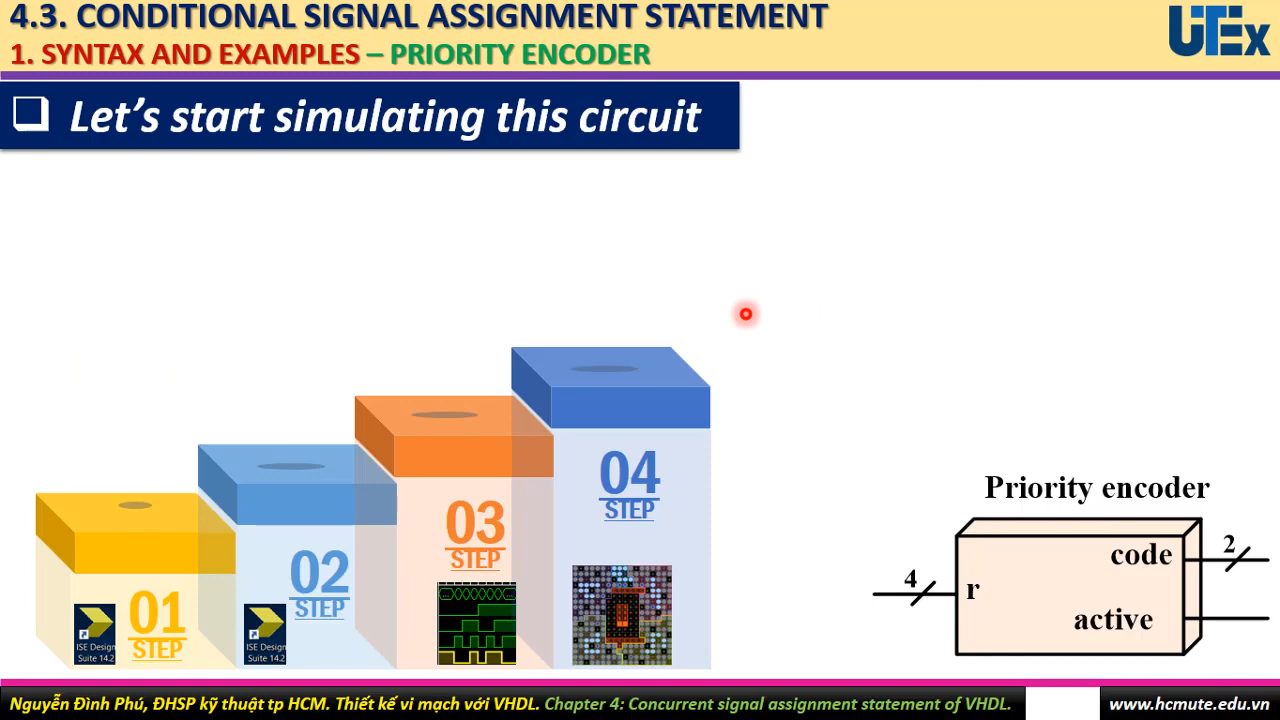 4.3. CONDITIONAL SIGNAL ASSIGNMENT STATEMENT
1. SYNTAX AND EXAMPLES – PRIORITY ENCODER
UTEx
Let's start simulating this circuit
04
STEP
03
STEP
02
STEP
01
STEP
ISE Design
Suite 14.2
ISE Design
Suite 14.2
Priority encoder
code
2
4
r
active
Nguyễn Đình Phú, ĐHSP kỹ thuật tp HCM. Thiết kế vi mạch với VHDL. Chapter 4: Concurrent signal assignment statement of VHDL.
www.hcmute.edu.vn